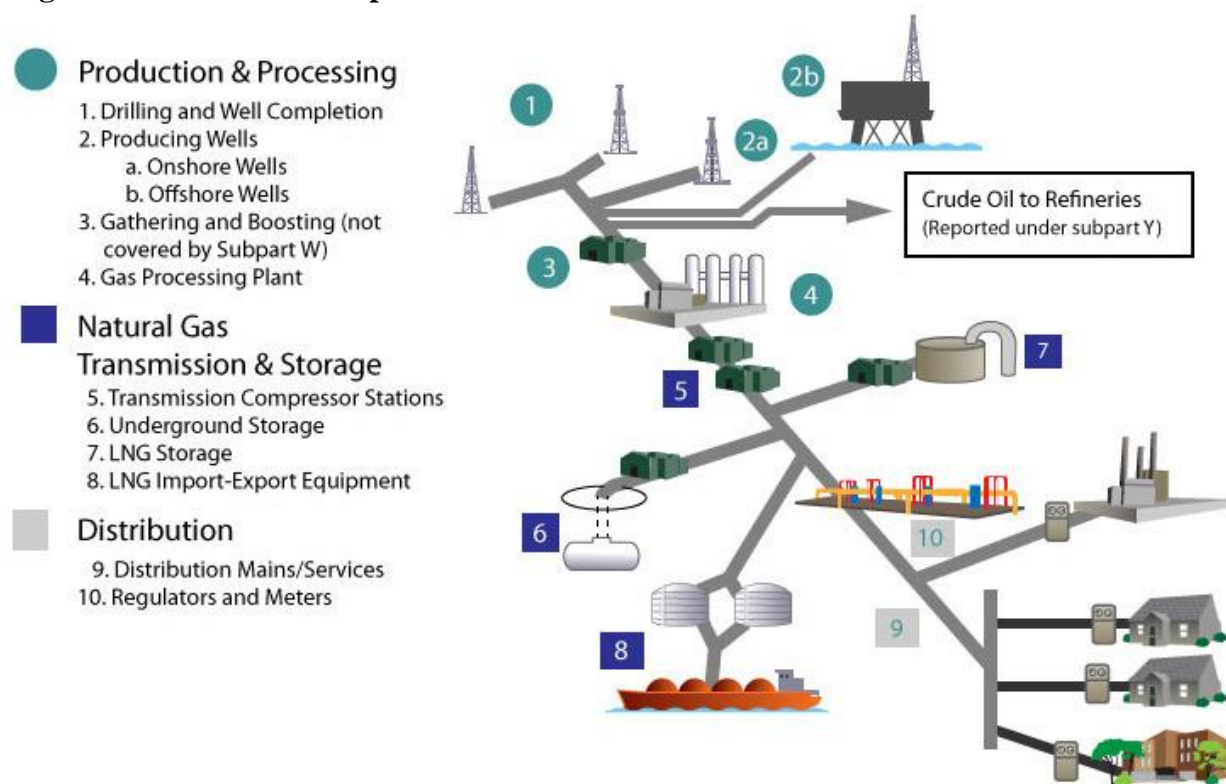 Production & Processing
1. Drilling and Well Completion
2. Producing Wells
a. Onshore Wells
b. Offshore Wells
3. Gathering and Boosting (not
covered by Subpart W)
4. Gas Processing Plant
Natural Gas
Transmission & Storage
5. Transmission Compressor Stations
6. Underground Storage
7. LNG Storage
8. LNG Import-Export Equipment
Distribution
9. Distribution Mains/Services
10. Regulators and Meters
1
2b
2a
Crude Oil to Refineries
(Reported under subpart Y)
3
4
7
5
6
10
9
8